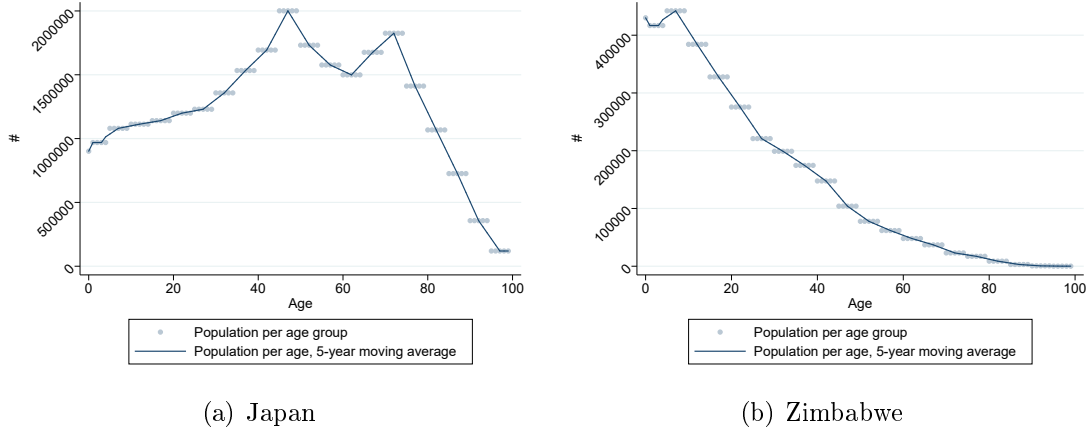 2000000
1500000
1000000
500000
0
#
0 20 40 60 80 100
Age
Population per age group
Population per age, 5-year moving average
(a) Japan
400000
300000
200000
100000
0
#
0 20 40 60 80 100
Age
Population per age group
Population per age, 5-year moving average
(b) Zimbabwe